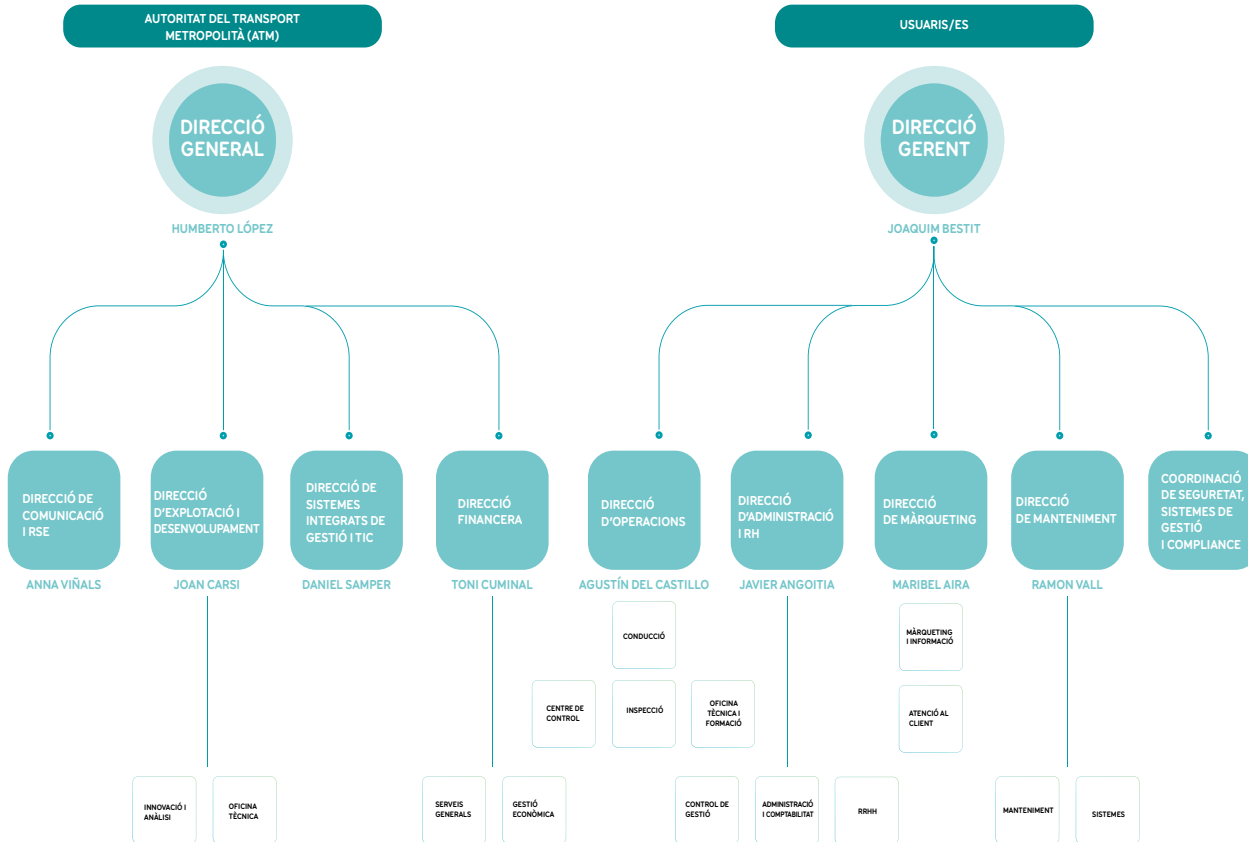 AUTORITAT DEL TRANSPORT
METROPOLITÀ (ATM)
USUARIS/ES
DIRECCIÓ
GENERAL
DIRECCIÓ
GERENT
HUMBERTO LÓPEZ
JOAQUIM BESTIT
DIRECCIÓ DE
COMUNICACIÓ
I RSE
DIRECCIÓ
D'EXPLOTACIÓ I
DESENVOLUPAMENT
DIRECCIÓ DE
SISTEMES
INTEGRATS DE
GESTIÓ I TIC
DIRECCIÓ
FINANCERA
DIRECCIÓ
D'OPERACIONS
DIRECCIÓ
D'ADMINISTRACIÓ
I RH
DIRECCIÓ
DE MÀRQUETING
DIRECCIÓ
DE MANTENIMENT
COORDINACIÓ
DE SEGURETAT,
SISTEMES DE
GESTIÓ
I COMPLIANCE
ANNA VIÑALS
JOAN CARSI
DANIEL SAMPER
TONI CUMINAL
AGUSTÍN DEL CASTILLO
JAVIER ANGOITIA
MARIBEL AIRA
RAMON VALL
CONDUCCIÓ
MÀRQUETING
I INFORMACIÓ
CENTRE DE
CONTROL
INSPECCIÓ
OFICINA
TÈCNICA I
FORMACIÓ
ATENCIÓ AL
CLIENT
INNOVACIÓ I
ANÀLISI
OFICINA
TÈCNICA
SERVEIS
GENERALS
GESTIÓ
ECONÒMICA
CONTROL DE
GESTIÓ
ADMINISTRACIÓ
I COMPTABILITAT
RRHH
MANTENIMENT
SISTEMES